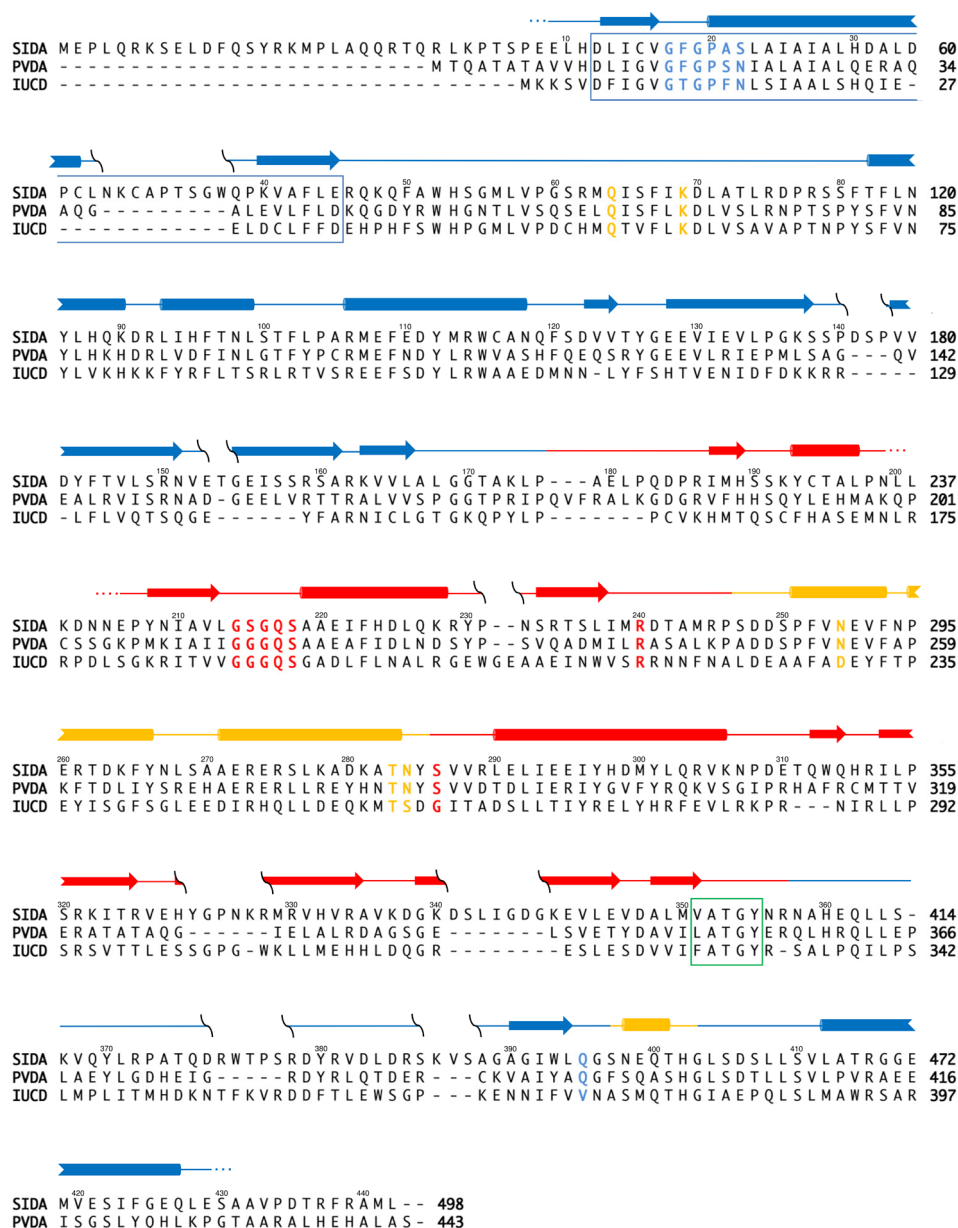 10 20 30
SIDA MEPLQRKSELDFQSYRKMPLAQQRTQRLKPTSPEELHDLICVGFGPASLAIAIALHDALD 60
PVDA --------------------------MTQATATAVVHDLIGVGFGPSNIALAIALQERAQ 34
IUCD --------------------------------MKKSVDFIGVGTGPFNLSIAALSHQIE- 27
40 50 60 70 80
SIDA PCLNKCAPTSGWQPKVAFLERQKQFAWHSGMLVPGSRMQISFIKDLATLRDPRSSFTFLN 120
PVDA AQG---------ALEVLFLDKQGDYRWHGNTLVSQSELQISFLKDLVSLRNPTSPYSFVN 85
IUCD ------------ELDCLFFDEHPHFSWHPGMLVPDCHMQTVFLKDLVSAVAPTNPYSFVN 75
90 100 110 120 130 140
SIDA YLHQKDRLIHFTNLSTFLPARMEFEDYMRWCANQFSDVVTYGEEVIEVLPGKSSPDSPVV 180
PVDA YLHKHDRLVDFINLGTFYPCRMEFNDYLRWVASHFQEQSRYGEEVLRIEPMLSAG---QV 142
IUCD YLVKHKKFYRFLTSRLRTVSREEFSDYLRWAAEDMNN-LYFSHTVENIDFDKKRR----- 129
150 160 170 180 190 200
SIDA DYFTVLSRNVETGEISSRSARKVVLALGGTAKLP---AELPQDPRIMHSSKYCTALPNLL 237
PVDA EALRVISRNAD-GEELVRTTRALVVSPGGTPRIPQVFRALKGDGRVFHHSQYLEHMAKQP 201
IUCD -LFLVQTSQGE-----YFARNICLGTGKQPYLP-----PCVKHMTQSCFHASEMNLR 175
210 220 230 240 250
SIDA KDNNEPYNIAVLGSGQSAAEIFHDLQKRYP--NSRTSLIMRDTAMRPSDDSPFVNEVFNP 295
PVDA CSSGKPMKIAIIGGGQSAAEAFIDLNDSYP--SVQADMILRASALKPADDSPFVNEVFAP 259
IUCD RPDLSGKRITVVGGGQSGADLFLNALRGEWGEAAEINWVSRRNNFNALDEAAFADEYFTP 235
260 270 280 290 300 310
SIDA ERTDKFYNLSAAERERSLKADKATNYSVVRLELIEEIYHDMYLQRVKNPDETQWQHRILP 355
PVDA KFTDLIYSREHAERERLLREYHNTNYSVVDTDLIERIYGVFYRQKVSGIPRHAFRCMTTV 319
IUCD EYISGFSGLEEDIRHQLLDEQKMTSDGITADSLLTIYRELYHRFEVLRKPR---NIRLLP 292
320 330 340 350 360
SIDA SRKITRVEHYGPNKRMRVHVRAVKDGKDSLIGDGKEVLEVDALMVATGYNRNAHEQLLS- 414
PVDA ERATATAQG------IELALRDAGSGE-------LSVETYDAVILATGYERQLHRQLLEP 366
IUCD SRSVTTLESSGPG-WKLLMEHHLDQGR--------ESLESDVVIFATGYR-SALPQILPS 342
370 380 390 400 410
SIDA KVQYLRPATQDRWTPSRDYRVDLDRSKVSAGAGIWLQGSNEQTHGLSDSLLSVLATRGGE 472
PVDA LAEYLGDHEIG-----RDYRLQTDER---CKVAIYAQGFSQASHGLSDTLLSVLPVRAEE 416
IUCD LMPLITMHDKNTFKVRDDFTLEWSGP---KENNIFVVNASMQTHGIAEPQLSLMAWRSAR 397
420 430 440
SIDA MVESIFGEQLESAAVPDTRFRAML-- 498
PVDA ISGSLYQHLKPGTAARALHEHALAS- 443